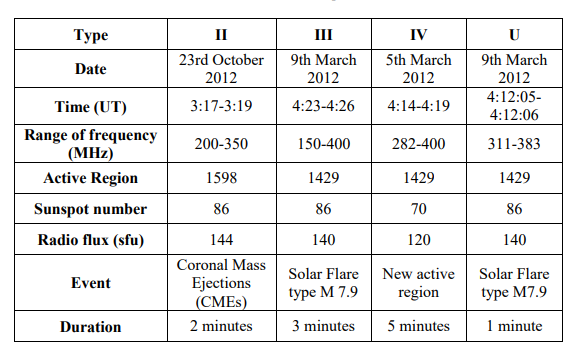 Type II III IV U
Date 23rd October 2012 9th March 2012 5th March 2012 9th March 2012
Time (UT) 3:17-3:19 4:23-4:26 4:14-4:19 4:12:05-4:12:06
Range of frequency (MHz) 200-350 150-400 282-400 311-383
Active Region 1598 1429 1429 1429
Sunspot number 86 86 70 86
Radio flux (sfu) 144 140 120 140
Event Coronal Mass Ejections (CMEs) Solar Flare type M 7.9 New active region Solar Flare type M7.9
Duration 2 minutes 3 minutes 5 minutes 1 minute